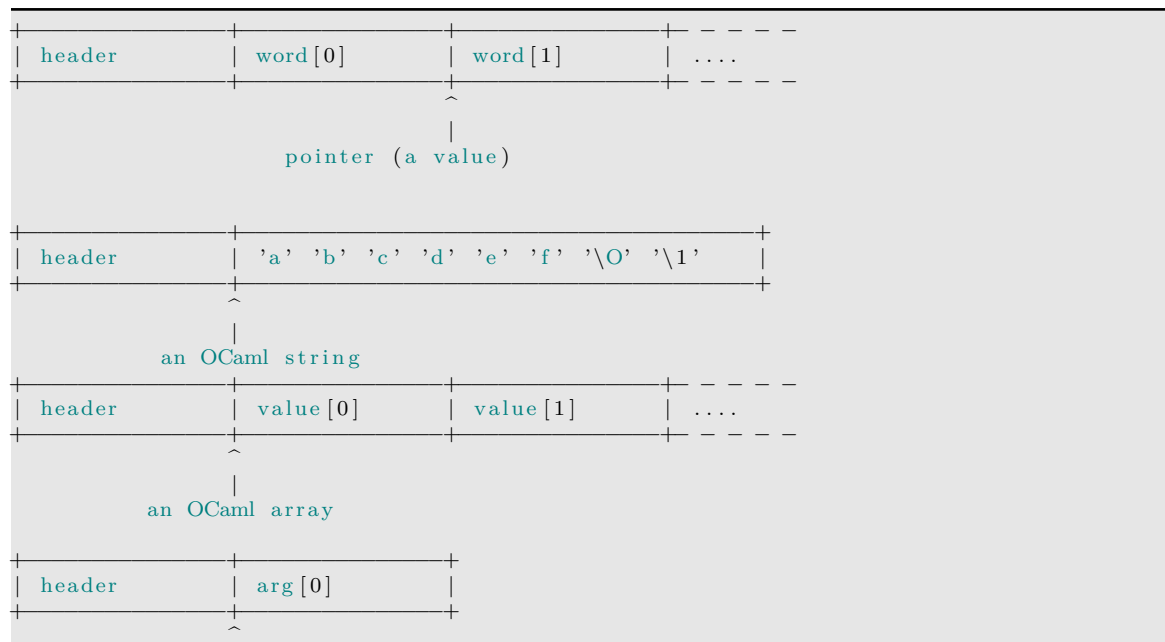 +---------------+---------------+---------------+- - - - -
| header        | word[0]       | word[1]       | ....
+---------------+---------------+---------------+- - - - -
                                ^
                                |
                    pointer (a value)
+---------------+--------------------------------------+
| header        | 'a' 'b' 'c' 'd' 'e' 'f' '\O' '\1'    |
+---------------+--------------------------------------+
                ^
                |
           an OCaml string
+---------------+---------------+---------------+- - - - -
| header        | value[0]      | value[1]      | ....
+---------------+---------------+---------------+- - - - -
                ^
                |
          an OCaml array
+---------------+---------------+
| header        | arg[0]        |
+---------------+---------------+
                ^